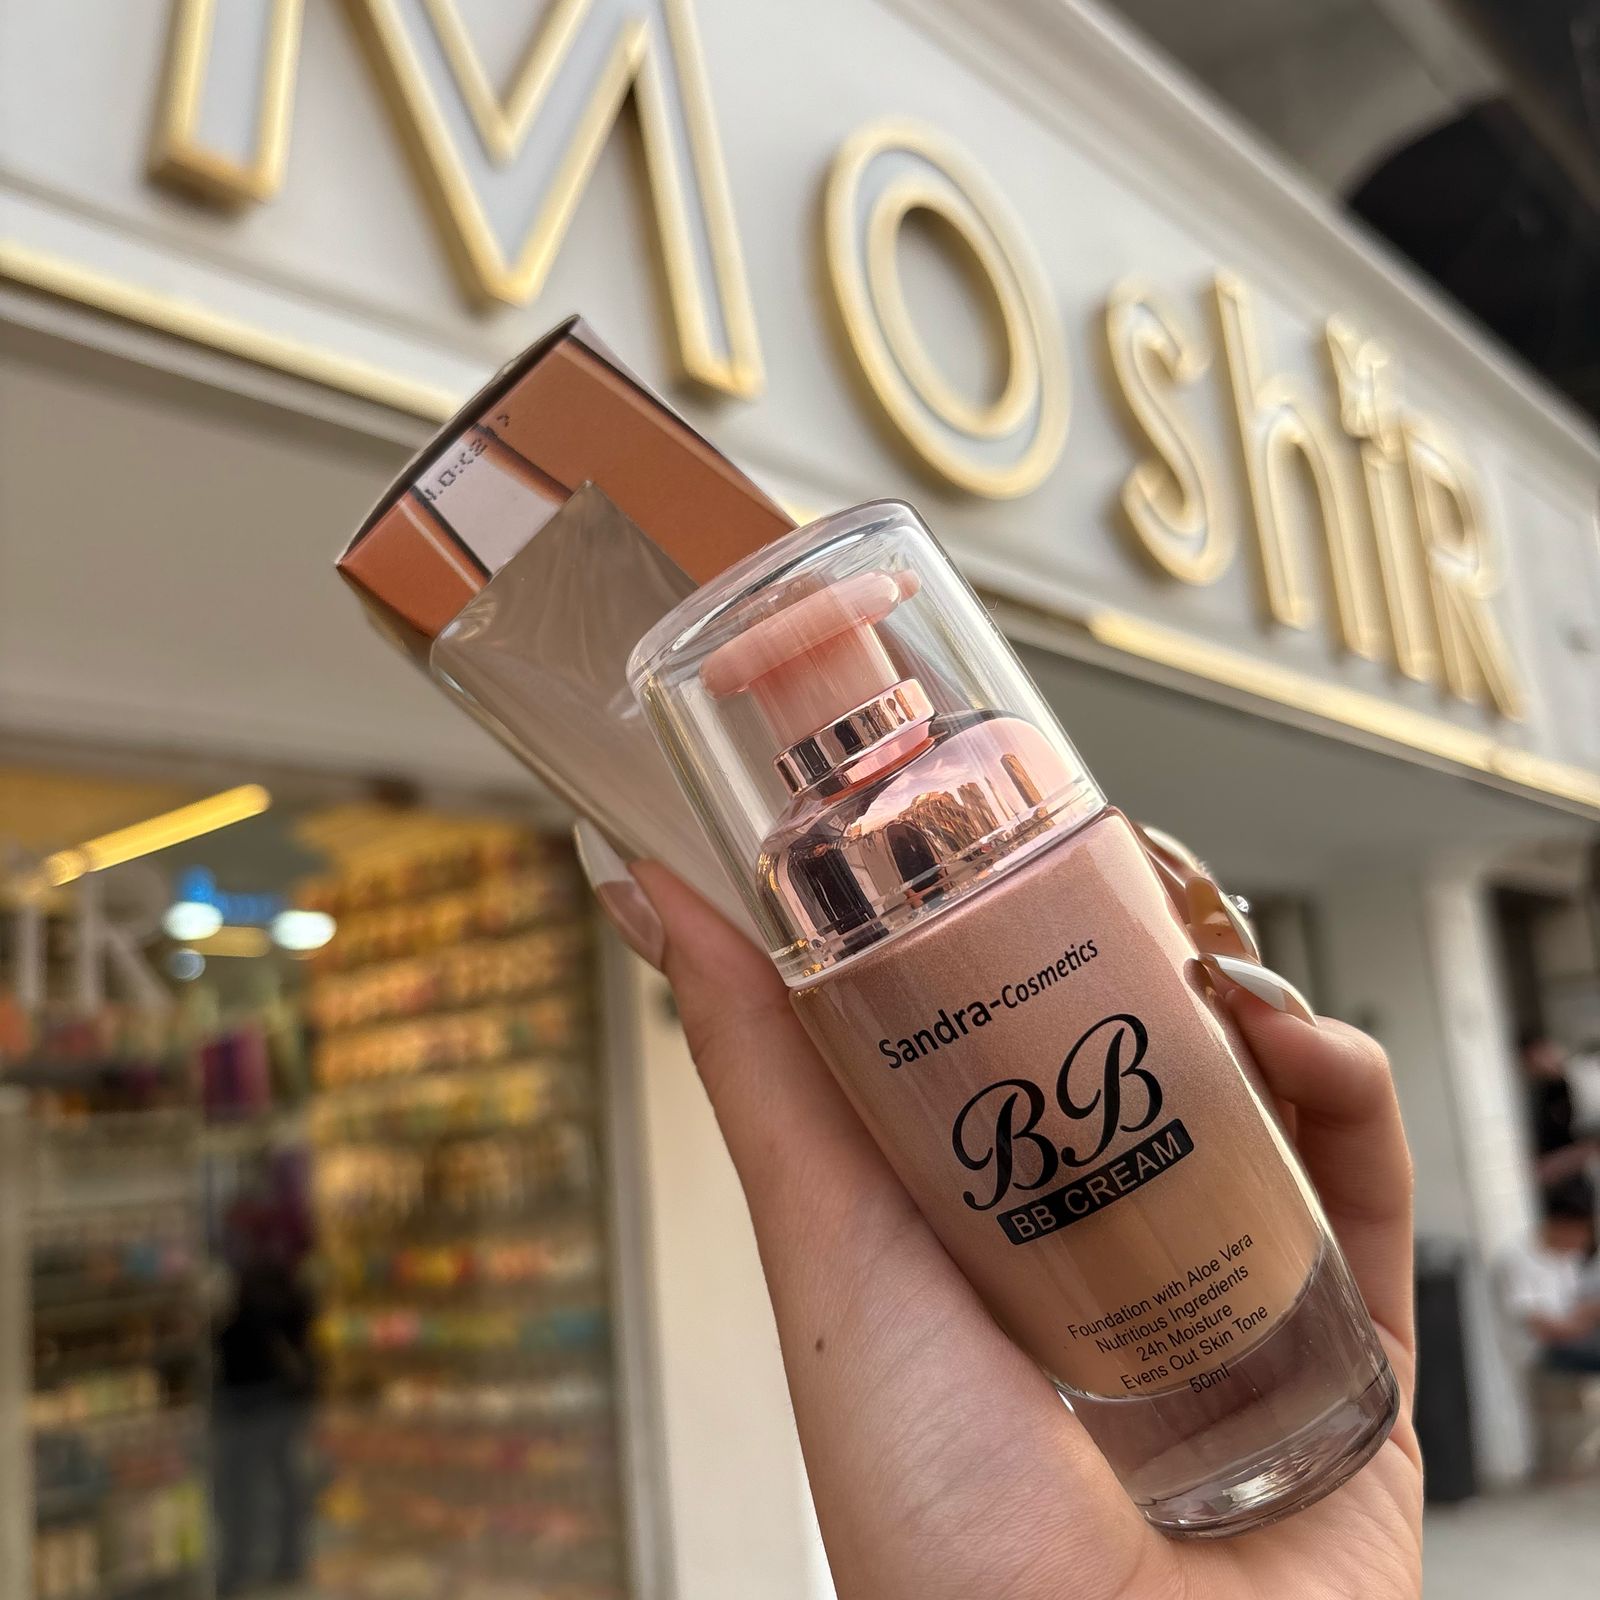 MoshiR
Sandra-Cosmetics
BB
BB CREAM
Foundation with Aloe Vera
Nutritious Ingredients
24h Moisture
Evens Out Skin Tone
50ml